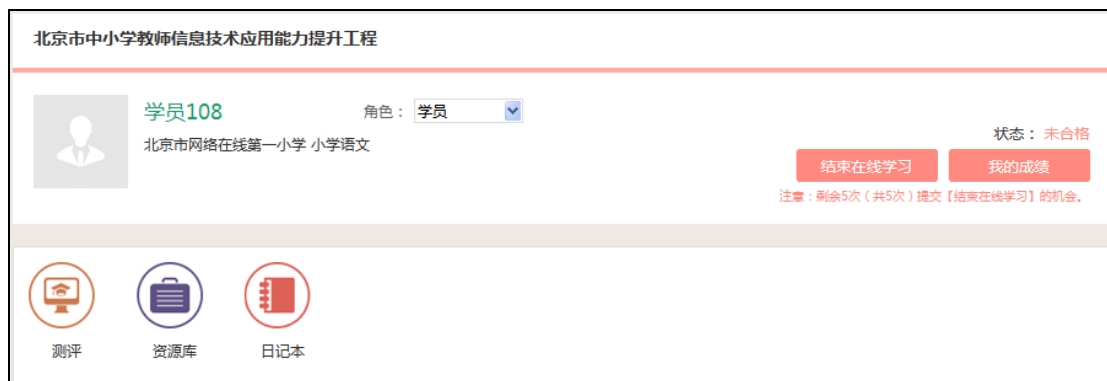 北京市中小学教师信息技术应用能力提升工程
学员108 角色： 学员
北京市网络在线第一小学 小学语文
状态： 未合格
结束在线学习 我的成绩
注意：剩余5次（共5次）提交【结束在线学习】的机会。
测评 资源库 日记本